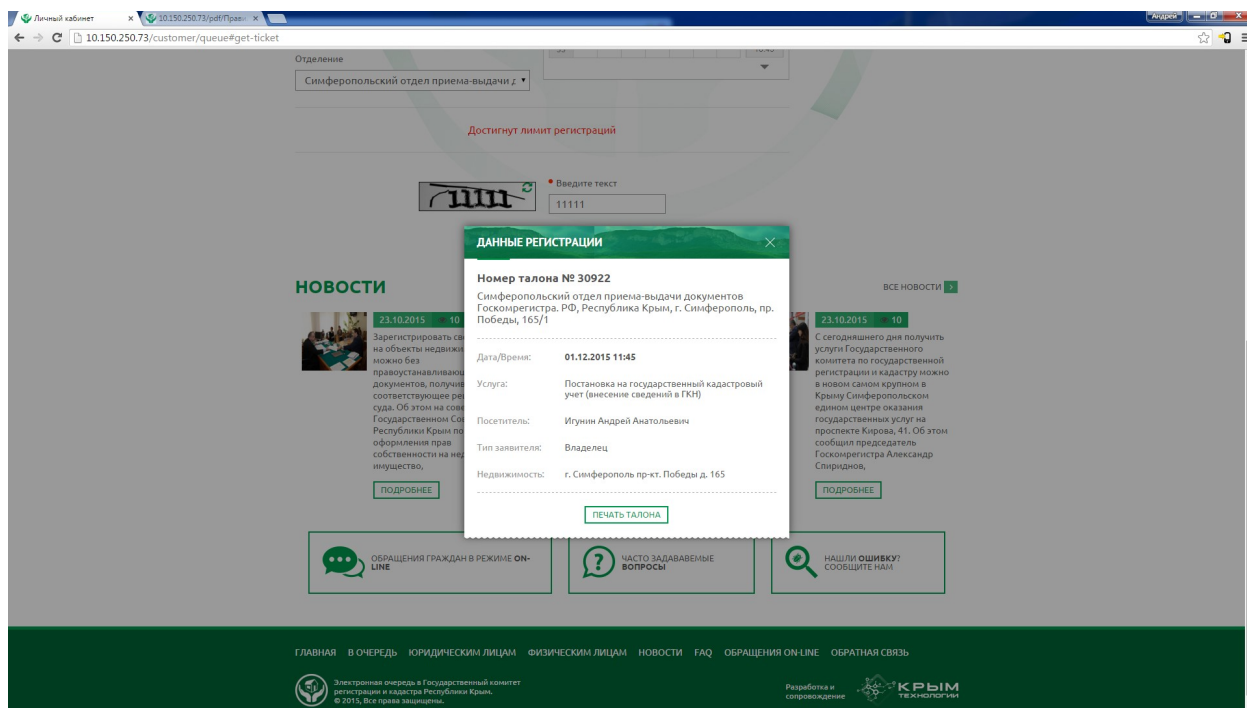 Личный кабинет
10.150.250.73/pdf/Прави
Андрей
10.150.250.73/customer/queue#get-ticket
Отделение
Симферопольский отдел приема-выдачи д
Достигнут лимит регистраций
Введите текст
11111
ДАННЫЕ РЕГИСТРАЦИИ
Номер талона № 30922
Симферопольский отдел приема-выдачи документов
Госкомрегистра. РФ, Республика Крым, г. Симферополь, пр.
Победы, 165/1
Дата/Время: 01.12.2015 11:45
Услуга: Постановка на государственный кадастровый
учет (внесение сведений в ГКН)
Посетитель: Игунин Андрей Анатольевич
Тип заявителя: Владелец
Недвижимость: г. Симферополь пр-кт. Победы д. 165
ПЕЧАТЬ ТАЛОНА
НОВОСТИ
ВСЕ НОВОСТИ
23.10.2015 10
Зарегистрировать
на объекты
можно без
документов,
соответствующее
суда. Об этом на
Государственном
Республики Крым
оформления прав
собственности на
имущество,
ПОДРОБНЕЕ
23.10.2015 10
С сегодняшнего дня получить
услуги Государственного
комитета по государственной
регистрации и кадастру можно
в новом самом крупном в
Крыму Симферопольском
едином центре оказания
государственных услуг на
проспекте Кирова, 41. Об этом
сообщил председатель
Госкомрегистра Александр
Спиридонов,
ПОДРОБНЕЕ
ОБРАЩЕНИЯ ГРАЖДАН В РЕЖИМЕ ON-
LINE
ЧАСТО ЗАДАВАЕМЫЕ
ВОПРОСЫ
НАШЛИ ОШИБКУ?
СООБЩИТЕ НАМ
ГЛАВНАЯ В ОЧЕРЕДЬ ЮРИДИЧЕСКИМ ЛИЦАМ ФИЗИЧЕСКИМ ЛИЦАМ НОВОСТИ FAQ ОБРАЩЕНИЯ ON-LINE ОБРАТНАЯ СВЯЗЬ
Электронная очередь в Государственный комитет
регистрации и кадастра Республики Крым.
© 2015, Все права защищены.
Разработка и
сопровождение
КРЫМ
ТЕХНОЛОГИИ